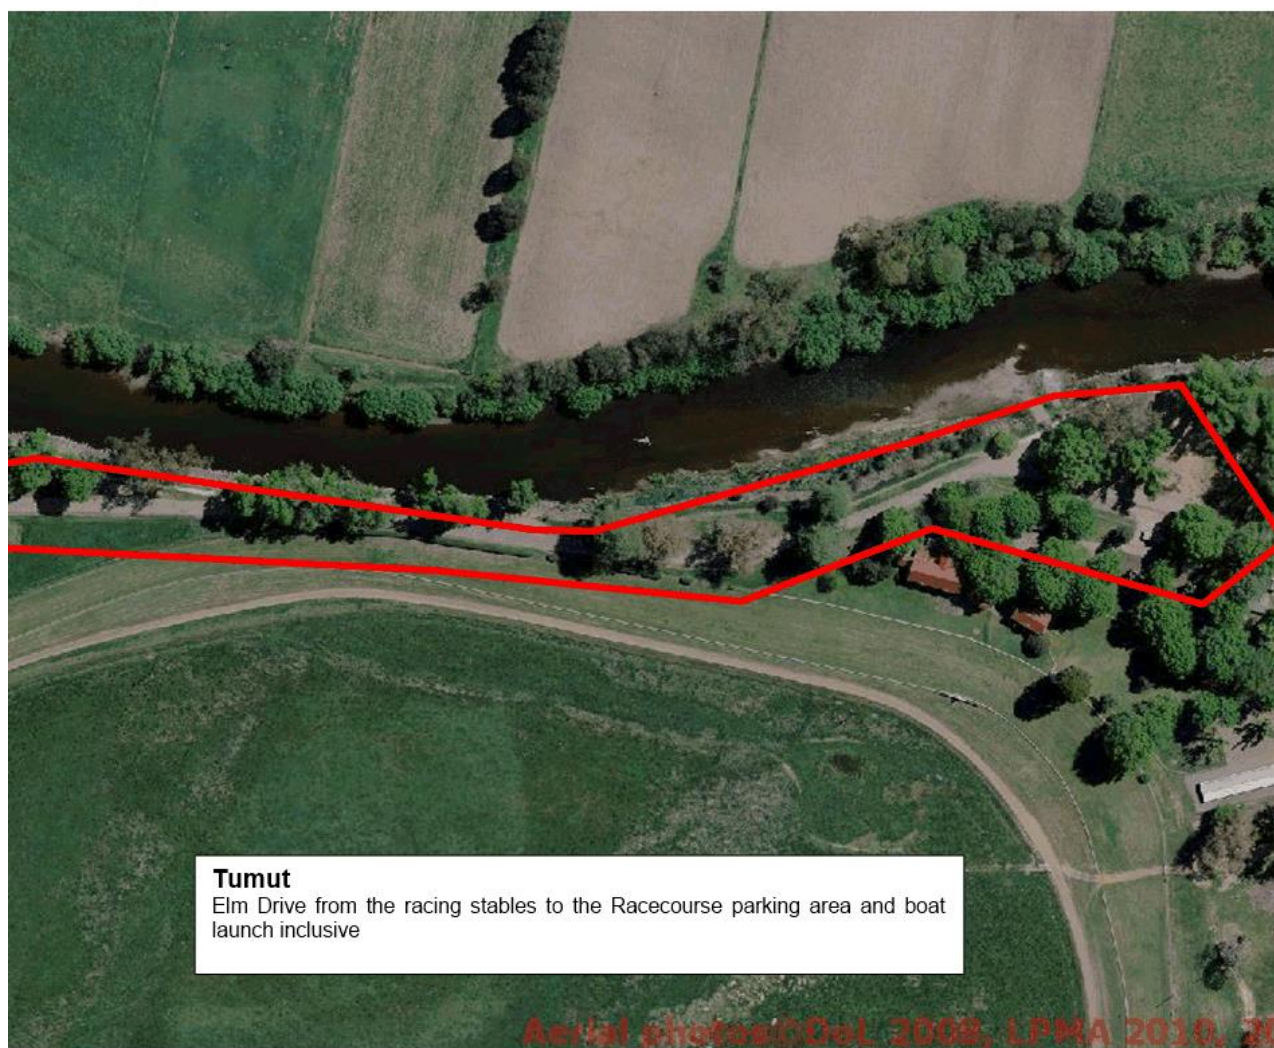 Tumut
Elm Drive from the racing stables to the Racecourse parking area and boat
launch inclusive
Aerial photos©DoL 2008, LPMA 2010, 20